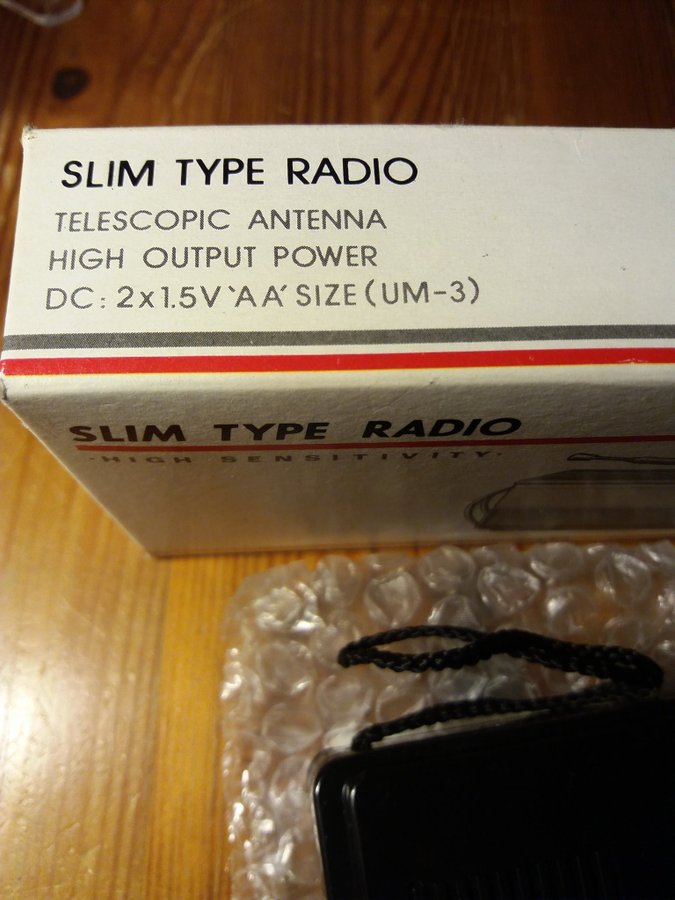 SLIM TYPE RADIO
TELESCOPIC ANTENNA
HIGH OUTPUT POWER
DC: 2x1.5V 'AA' SIZE (UM-3)
SLIM TYPE RADIO
·HIGH SENSITIVITY·